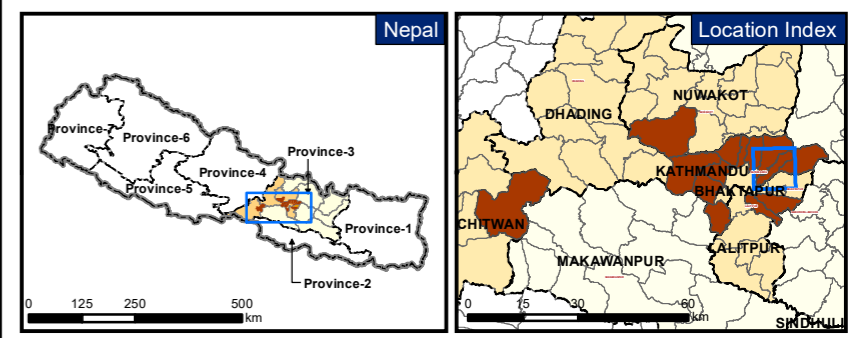 Nepal
Province-7
Province-6
Province-5
Province-4
Province-3
Province-1
Province-2
0 125 250 500
km
Location Index
NUWAKOT
DHADING
KATHMANDU
BHAKTAPUR
CHITWAN
LALITPUR
MAKAWANPUR
SINDHULI
0 15 30 60
km